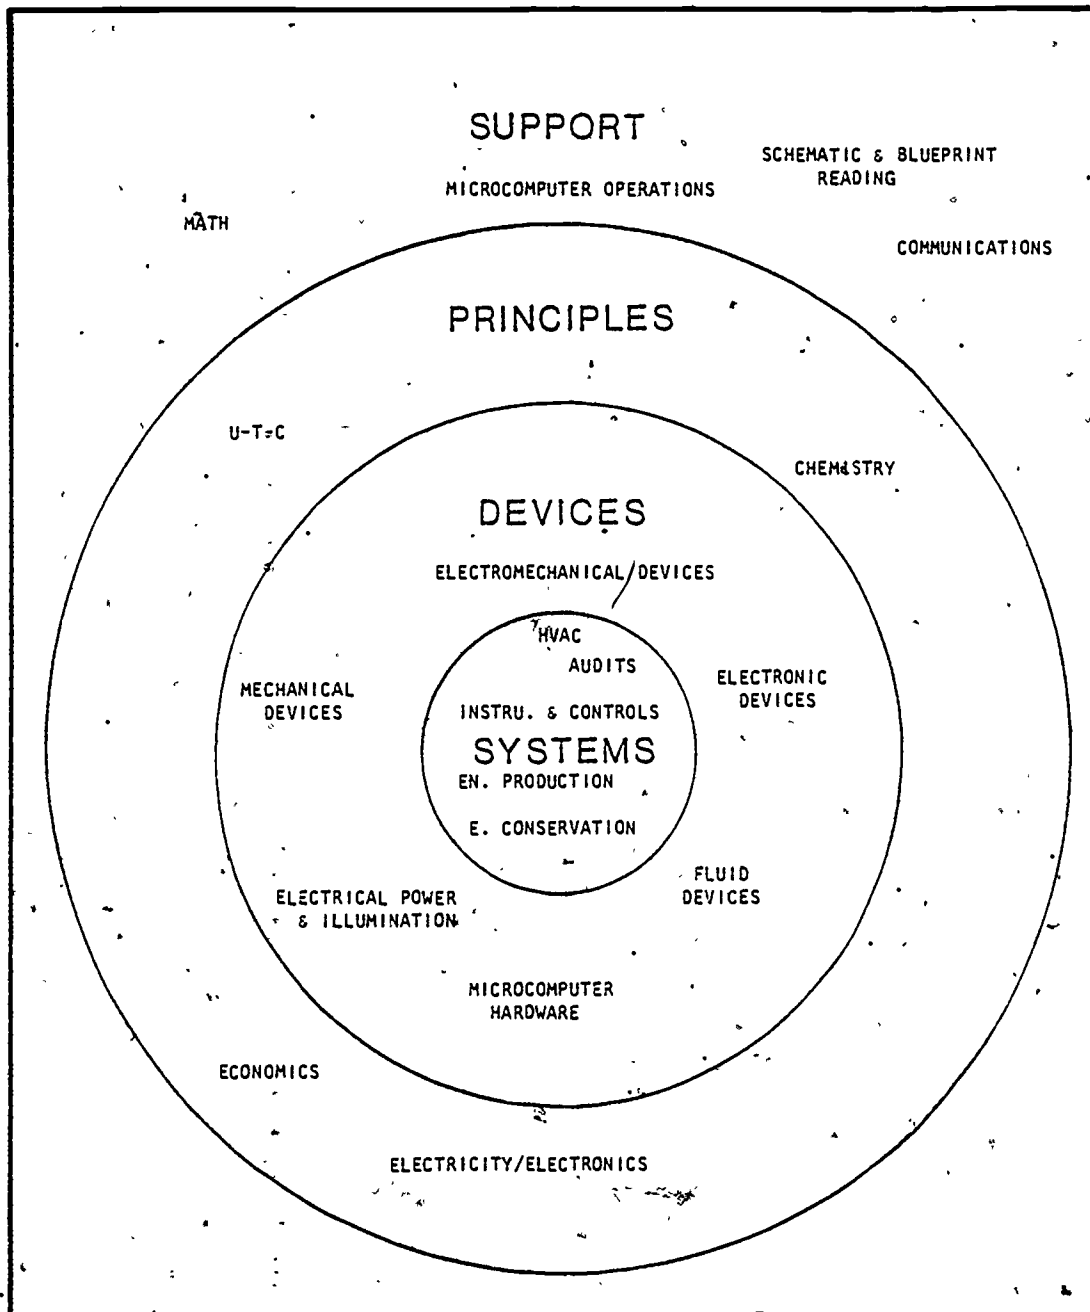 SUPPORT
SCHEMATIC & BLUEPRINT
READING
MICROCOMPUTER OPERATIONS
MATH
COMMUNICATIONS
PRINCIPLES
U-T-C
CHEMISTRY
DEVICES
ELECTROMECHANICAL/DEVICES
HVAC
AUDITS
ELECTRONIC
DEVICES
MECHANICAL
DEVICES
INSTRU. & CONTROLS
SYSTEMS
EN. PRODUCTION
E. CONSERVATION
FLUID
DEVICES
ELECTRICAL POWER
& ILLUMINATION
MICROCOMPUTER
HARDWARE
ECONOMICS
ELECTRICITY/ELECTRONICS